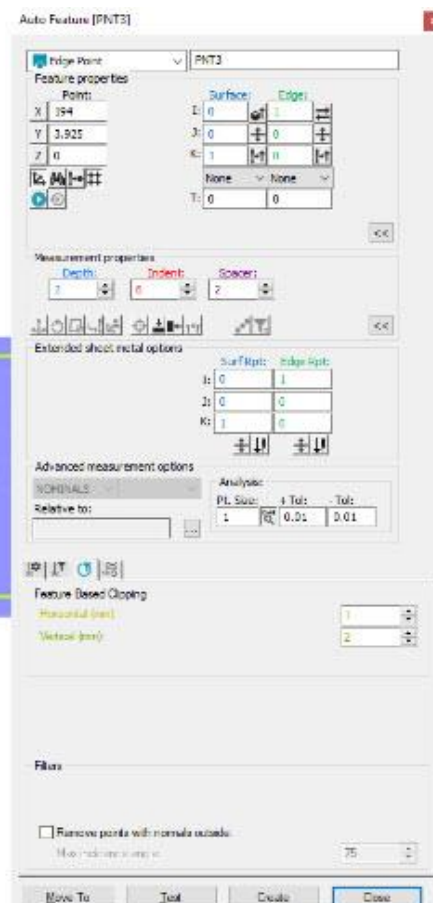 Auto Feature [PNT3]
Edge Point PNT3
Feature properties
Point: Surface: Edge:
X 394 I: 0 1
Y 3.925 J: 0 0
Z 0 K: 1 0
None None
T: 0 0
<<
Measurement properties
Depth: Indent: Spacer:
2 6 2
<<
Extended sheet metal options
Surf Rpt: Edge Rpt:
I: 0 1
J: 0 0
K: 1 0
Advanced measurement options
NOMINALS
Analysis:
Relative to: Pt. Size: + Tol: - Tol:
... 1 0.01 0.01
Feature Based Clipping
Horizontal (mm): 1
Vertical (mm): 2
Filters
Remove points with normals outside:
75
Move To Test Create Close